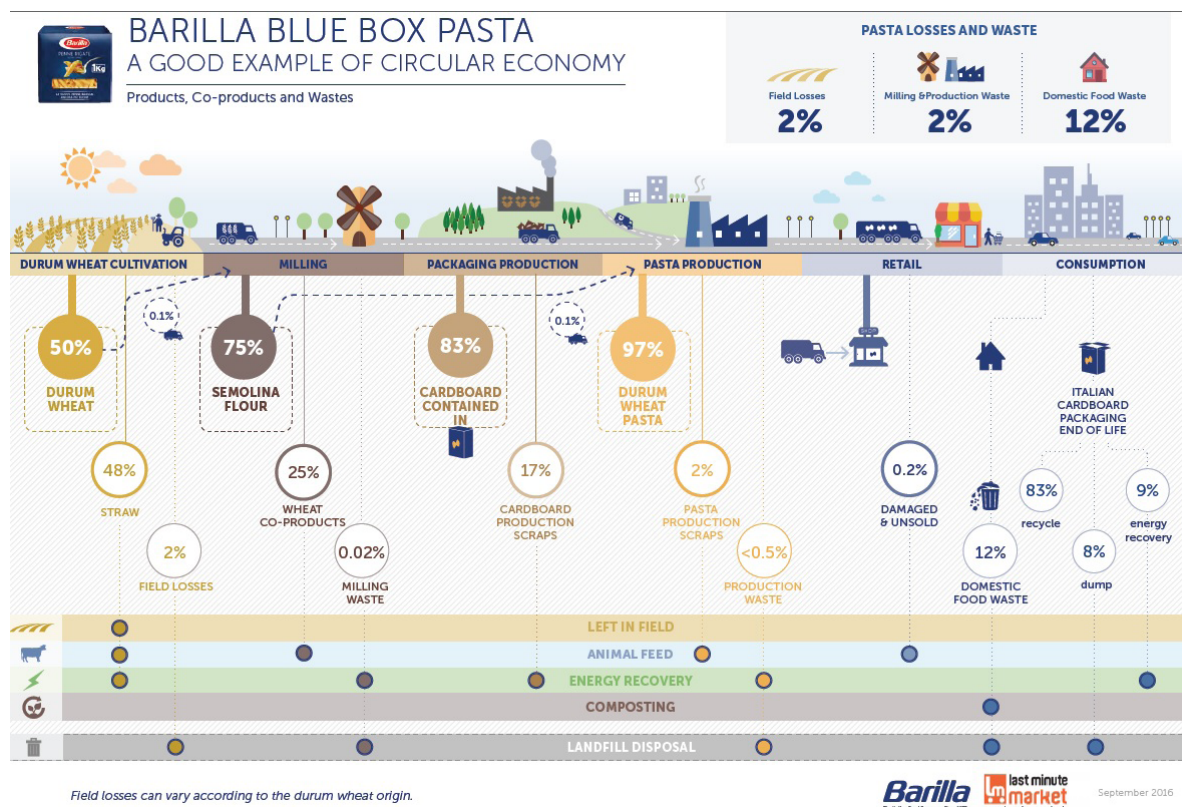 BARILLA BLUE BOX PASTA
A GOOD EXAMPLE OF CIRCULAR ECONOMY
Products, Co-products and Wastes
Barilla
PENNE RIGATE
1Kg
PASTA LOSSES AND WASTE
Field Losses
2%
Milling &Production Waste
2%
Domestic Food Waste
12%
DURUM WHEAT CULTIVATION
MILLING
PACKAGING PRODUCTION
PASTA PRODUCTION
RETAIL
CONSUMPTION
0.1%
0.1%
50%
DURUM
WHEAT
75%
SEMOLINA
FLOUR
83%
CARDBOARD
CONTAINED
IN
97%
DURUM
WHEAT
PASTA
SHOP
ITALIAN
CARDBOARD
PACKAGING
END OF LIFE
48%
STRAW
2%
FIELD LOSSES
25%
WHEAT
CO-PRODUCTS
0.02%
MILLING
WASTE
17%
CARDBOARD
PRODUCTION
SCRAPS
2%
PASTA
PRODUCTION
SCRAPS
<0.5%
PRODUCTION
WASTE
0.2%
DAMAGED
& UNSOLD
12%
DOMESTIC
FOOD WASTE
83%
recycle
8%
dump
9%
energy
recovery
LEFT IN FIELD
ANIMAL FEED
ENERGY RECOVERY
COMPOSTING
LANDFILL DISPOSAL
Field losses can vary according to the durum wheat origin.
Barilla
lm
last minute
market
September 2016